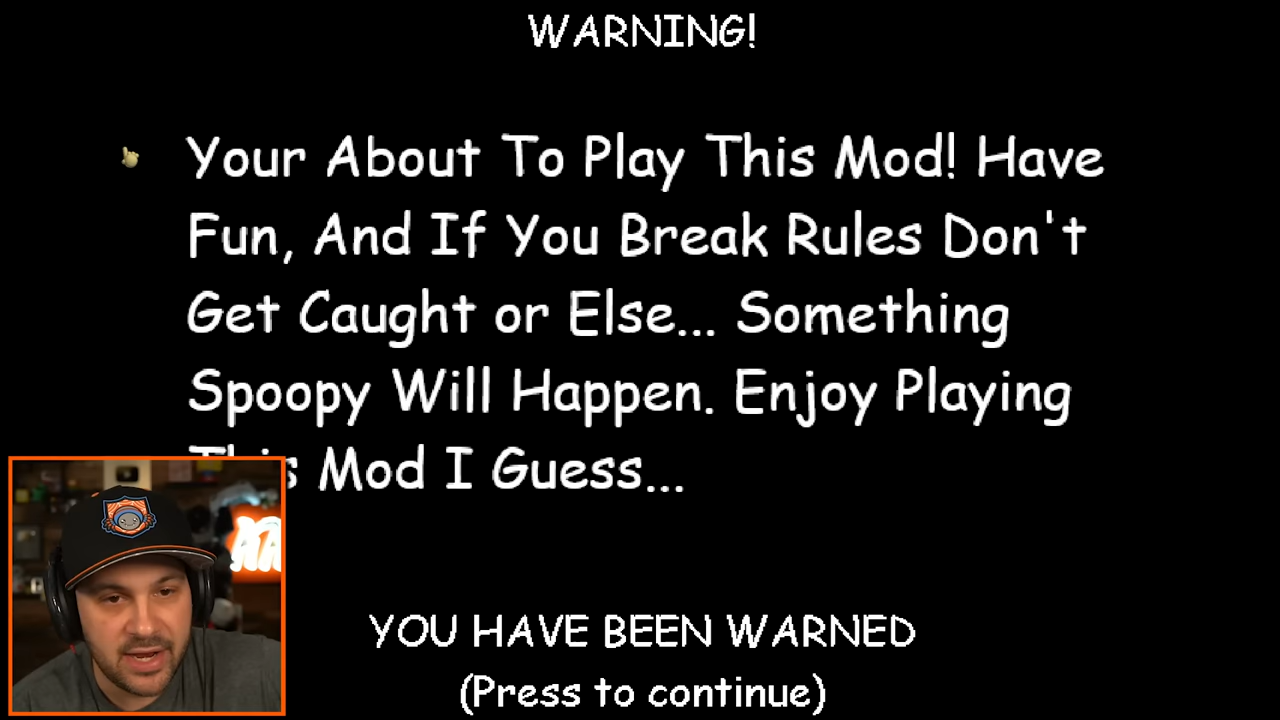 WARNING!
Your About To Play This Mod! Have
Fun, And If You Break Rules Don't
Get Caught or Else... Something
Spoopy Will Happen. Enjoy Playing
This Mod I Guess...
YOU HAVE BEEN WARNED
(Press to continue)